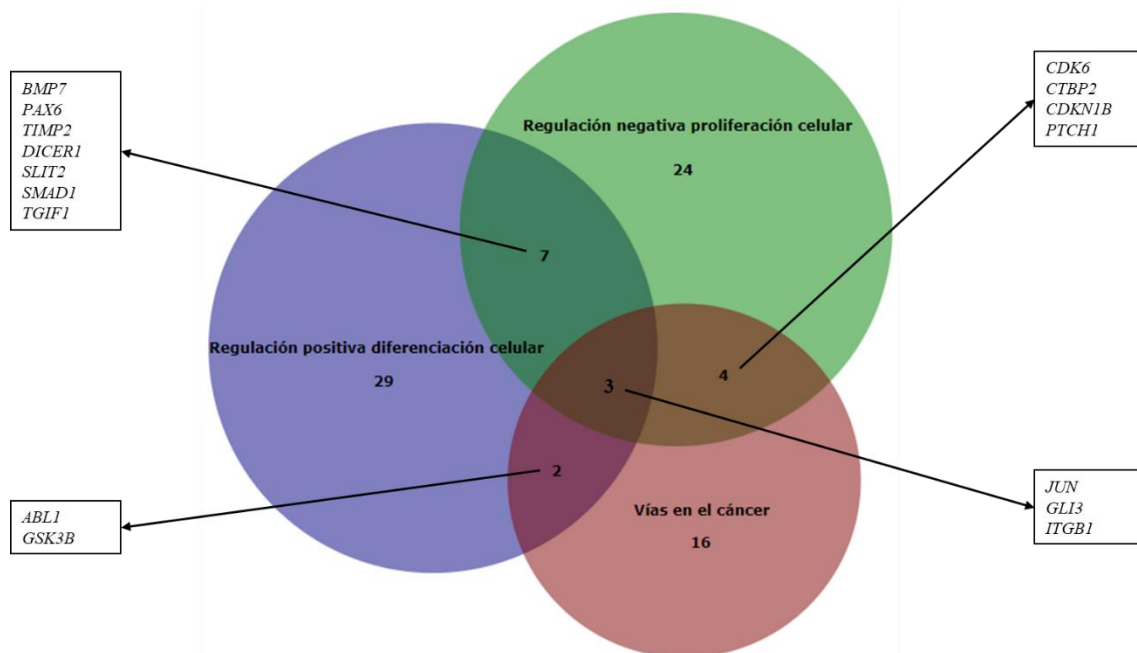 BMP7
PAX6
TIMP2
DICER1
SLIT2
SMAD1
TGIF1
CDK6
CTBP2
CDKN1B
PTCH1
Regulación negativa proliferación celular
24
7
Regulación positiva diferenciación celular
29
3
4
2
ABL1
GSK3B
JUN
GLI3
ITGB1
Vías en el cáncer
16